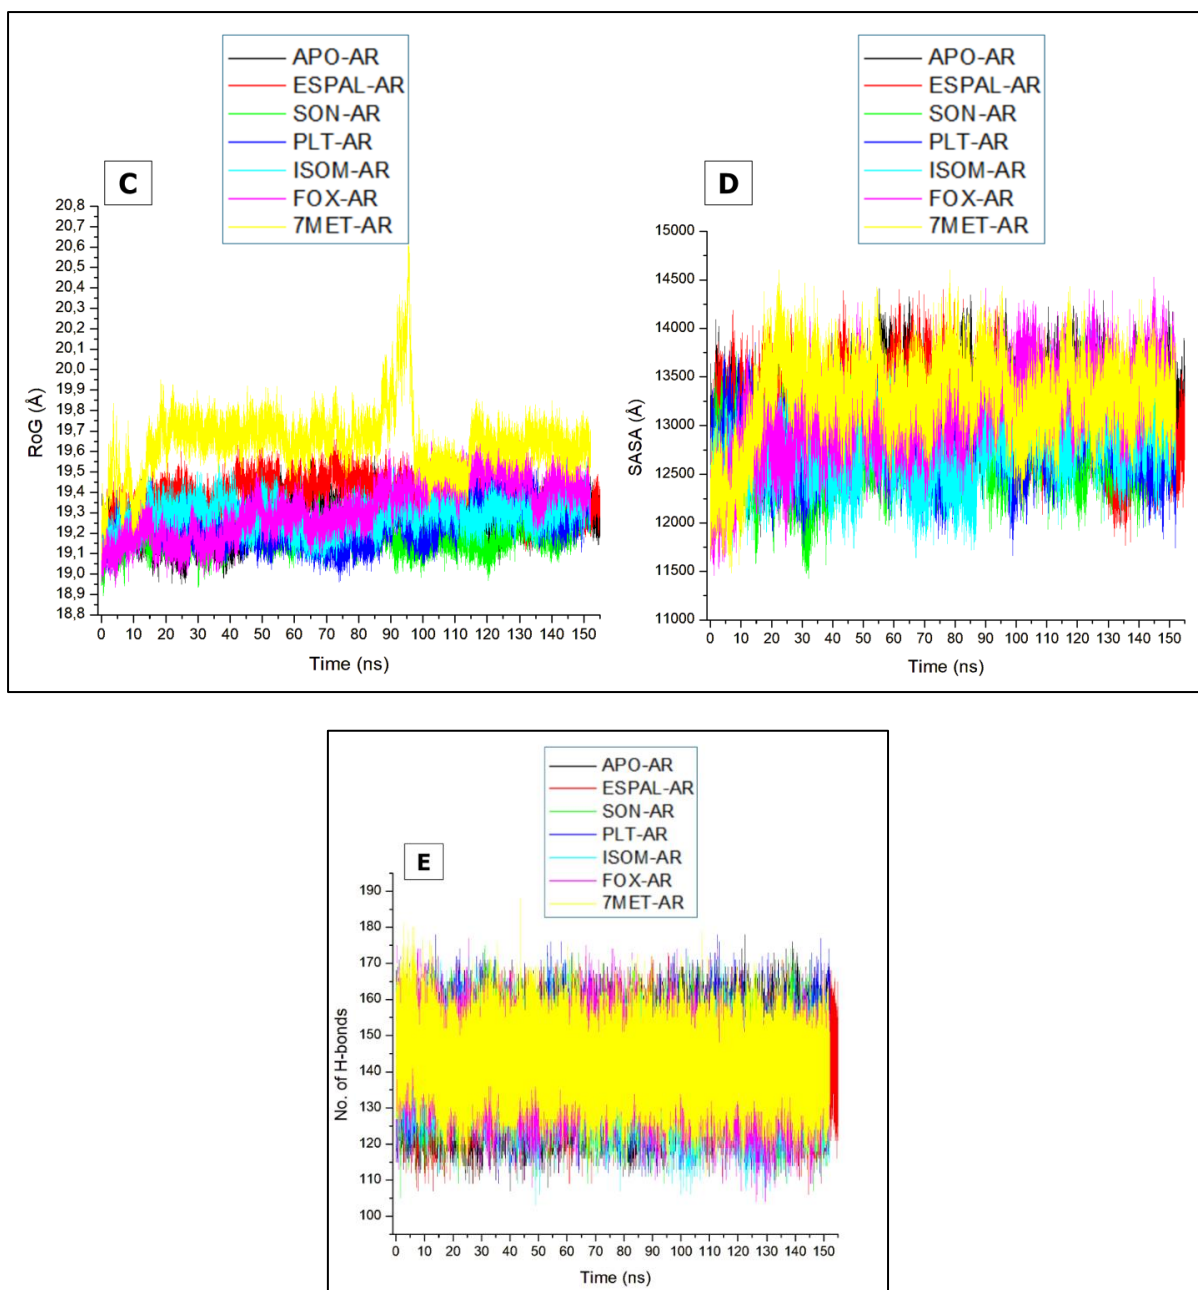 APO-AR
ESPAL-AR
SON-AR
PLT-AR
ISOM-AR
FOX-AR
7MET-AR
C
20,8
20,7
20,6
20,5
20,4
20,3
20,2
20,1
20,0
19,9
19,8
19,7
19,6
19,5
19,4
19,3
19,2
19,1
19,0
18,9
18,8
RoG (Å)
0 10 20 30 40 50 60 70 80 90 100 110 120 130 140 150
Time (ns)
APO-AR
ESPAL-AR
SON-AR
PLT-AR
ISOM-AR
FOX-AR
7MET-AR
D
15000
14500
14000
13500
13000
12500
12000
11500
11000
SASA (Å)
0 10 20 30 40 50 60 70 80 90 100 110 120 130 140 150
Time (ns)
APO-AR
ESPAL-AR
SON-AR
PLT-AR
ISOM-AR
FOX-AR
7MET-AR
E
190
180
170
160
150
140
130
120
110
100
No. of H-bonds
0 10 20 30 40 50 60 70 80 90 100 110 120 130 140 150
Time (ns)